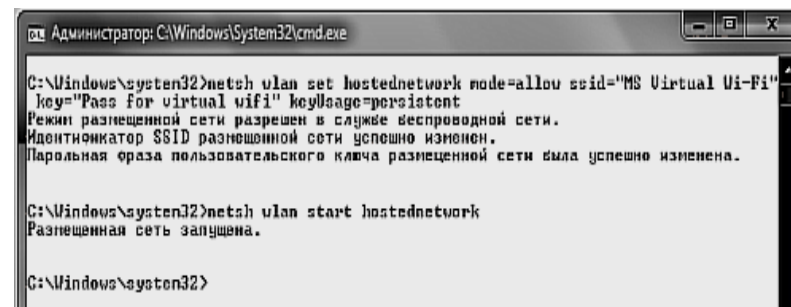 Администратор: C:\Windows\System32\cmd.exe
C:\Windows\system32>netsh wlan set hostednetwork mode=allow ssid="MS Virtual Wi-Fi"
key="Pass for virtual wifi" keyUsage=persistent
Режим размещенной сети разрешен в службе беспроводной сети.
Идентификатор SSID размещенной сети успешно изменен.
Парольная фраза пользовательского ключа размещенной сети была успешно изменена.
C:\Windows\system32>netsh wlan start hostednetwork
Размещенная сеть запущена.
C:\Windows\system32>